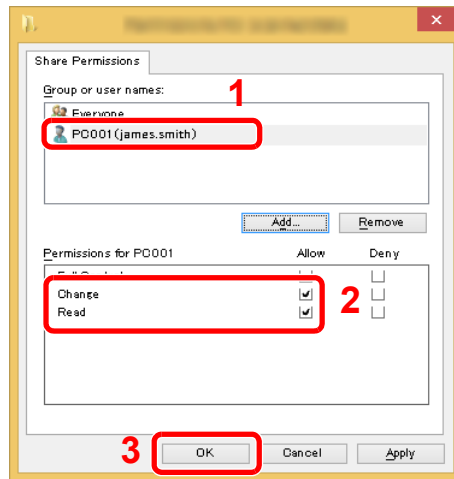 Share Permissions
Group or user names:
1
Everyone
PC001(james.smith)
Add...
Remove
Permissions for PC001
Allow
Deny
Change
2
Read
3
OK
Cancel
Apply